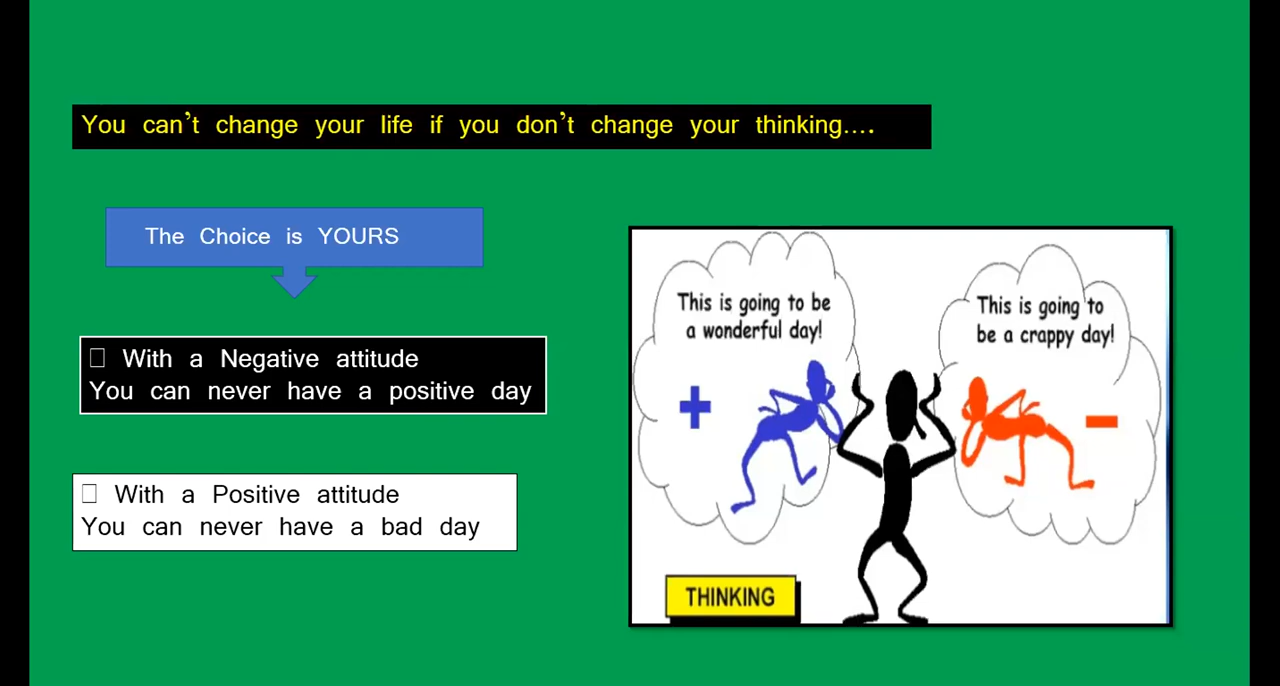 You can’t change your life if you don’t change your thinking….
The Choice is YOURS
With a Negative attitude
You can never have a positive day
With a Positive attitude
You can never have a bad day
This is going to be
a wonderful day!
+
This is going to
be a crappy day!
-
THINKING